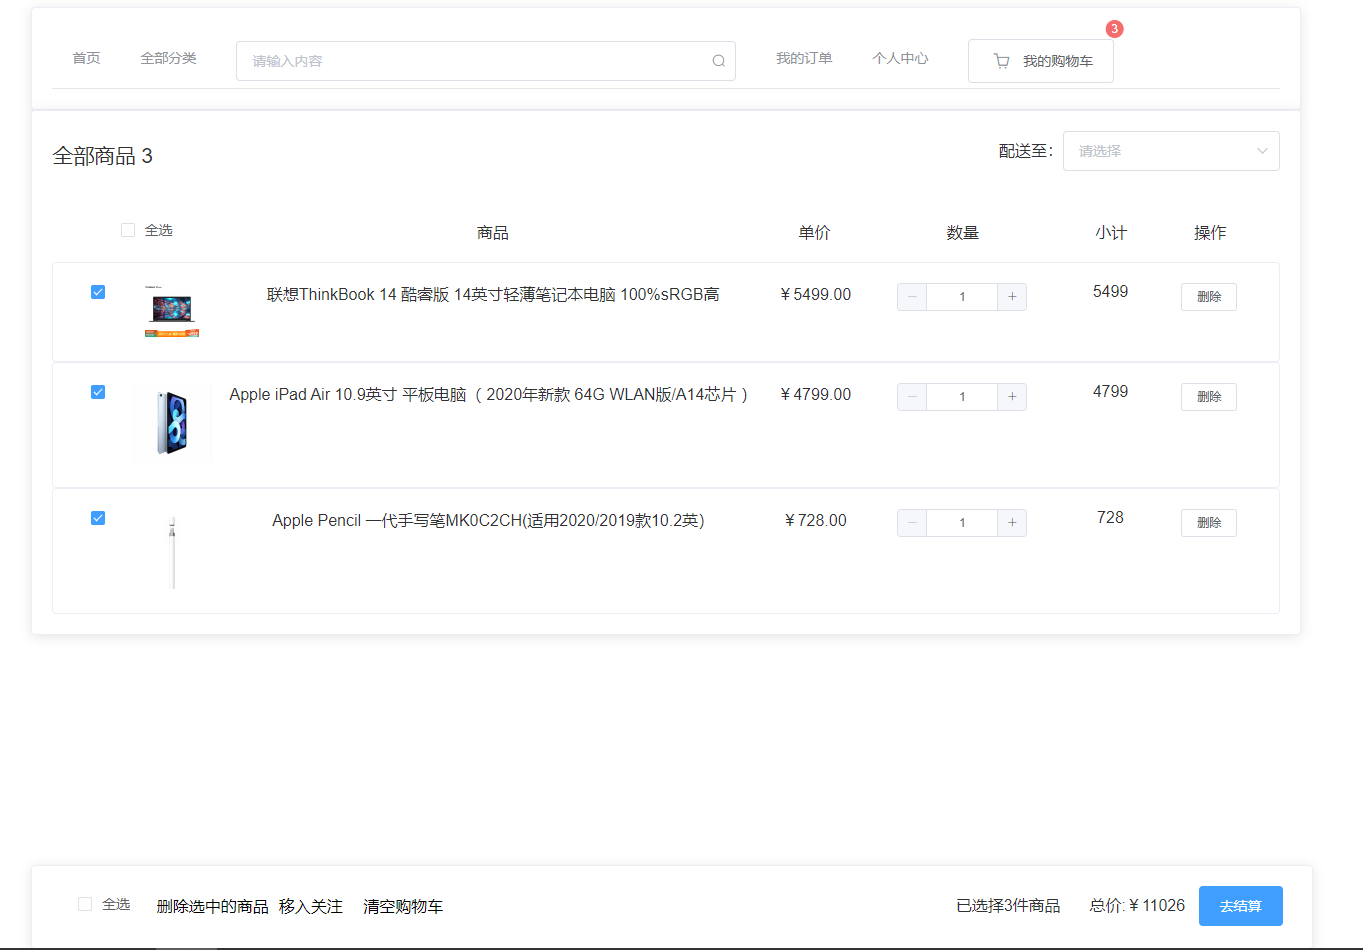 首页 全部分类 请输入内容 我的订单 个人中心 我的购物车 3
全部商品 3 配送至： 请选择
全选 商品 单价 数量 小计 操作
联想ThinkBook 14 酷睿版 14英寸轻薄笔记本电脑 100%sRGB高 ￥5499.00 − 1 + 5499 删除
Apple iPad Air 10.9英寸 平板电脑 （ 2020年新款 64G WLAN版/A14芯片 ） ￥4799.00 − 1 + 4799 删除
Apple Pencil 一代手写笔MK0C2CH(适用2020/2019款10.2英) ￥728.00 − 1 + 728 删除
全选 删除选中的商品 移入关注 清空购物车 已选择3件商品 总价:￥11026 去结算